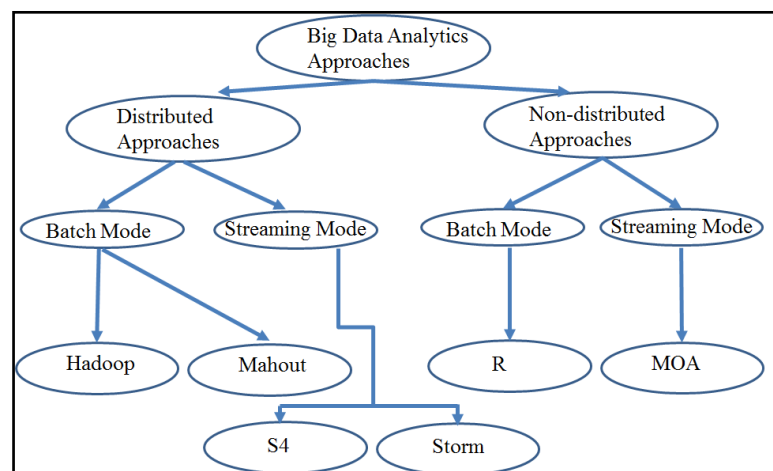 Big Data Analytics
Approaches
Distributed
Approaches
Non-distributed
Approaches
Batch Mode
Streaming Mode
Batch Mode
Streaming Mode
Hadoop
Mahout
R
MOA
S4
Storm